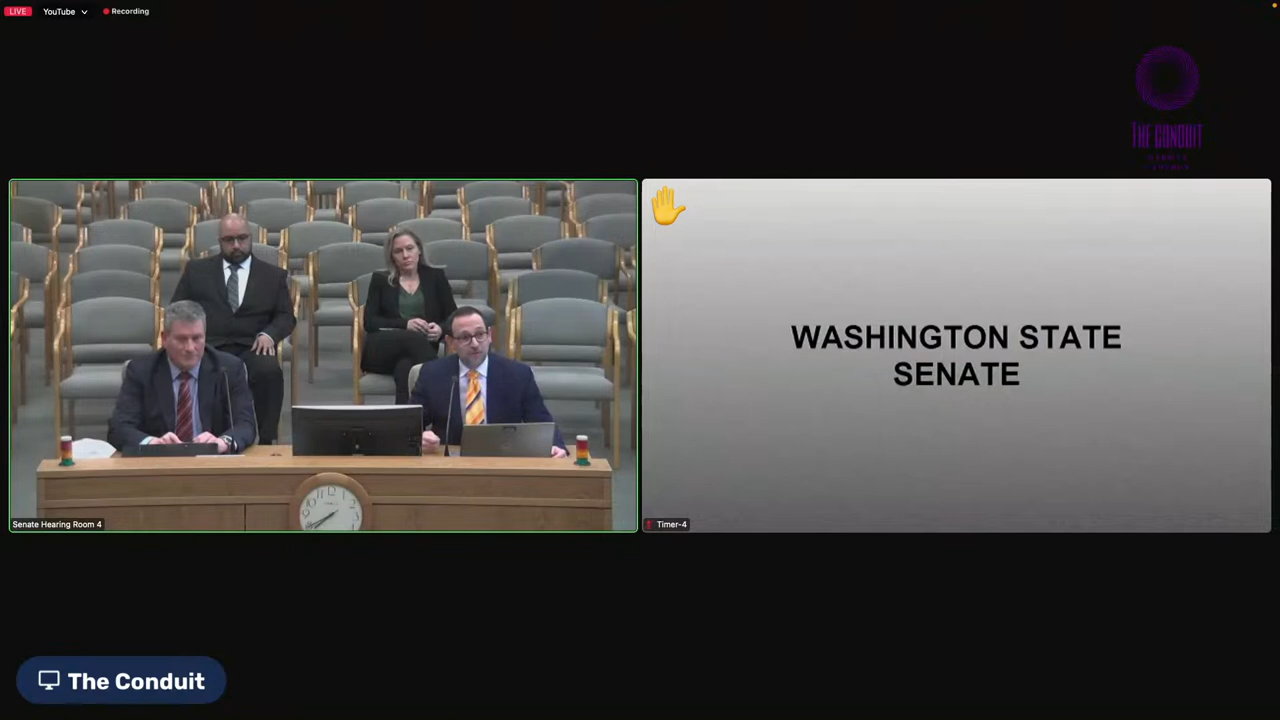 LIVE
YouTube
Recording
THE CONDUIT
WASHINGTON STATE
SENATE
Senate Hearing Room 4
Timer-4
The Conduit